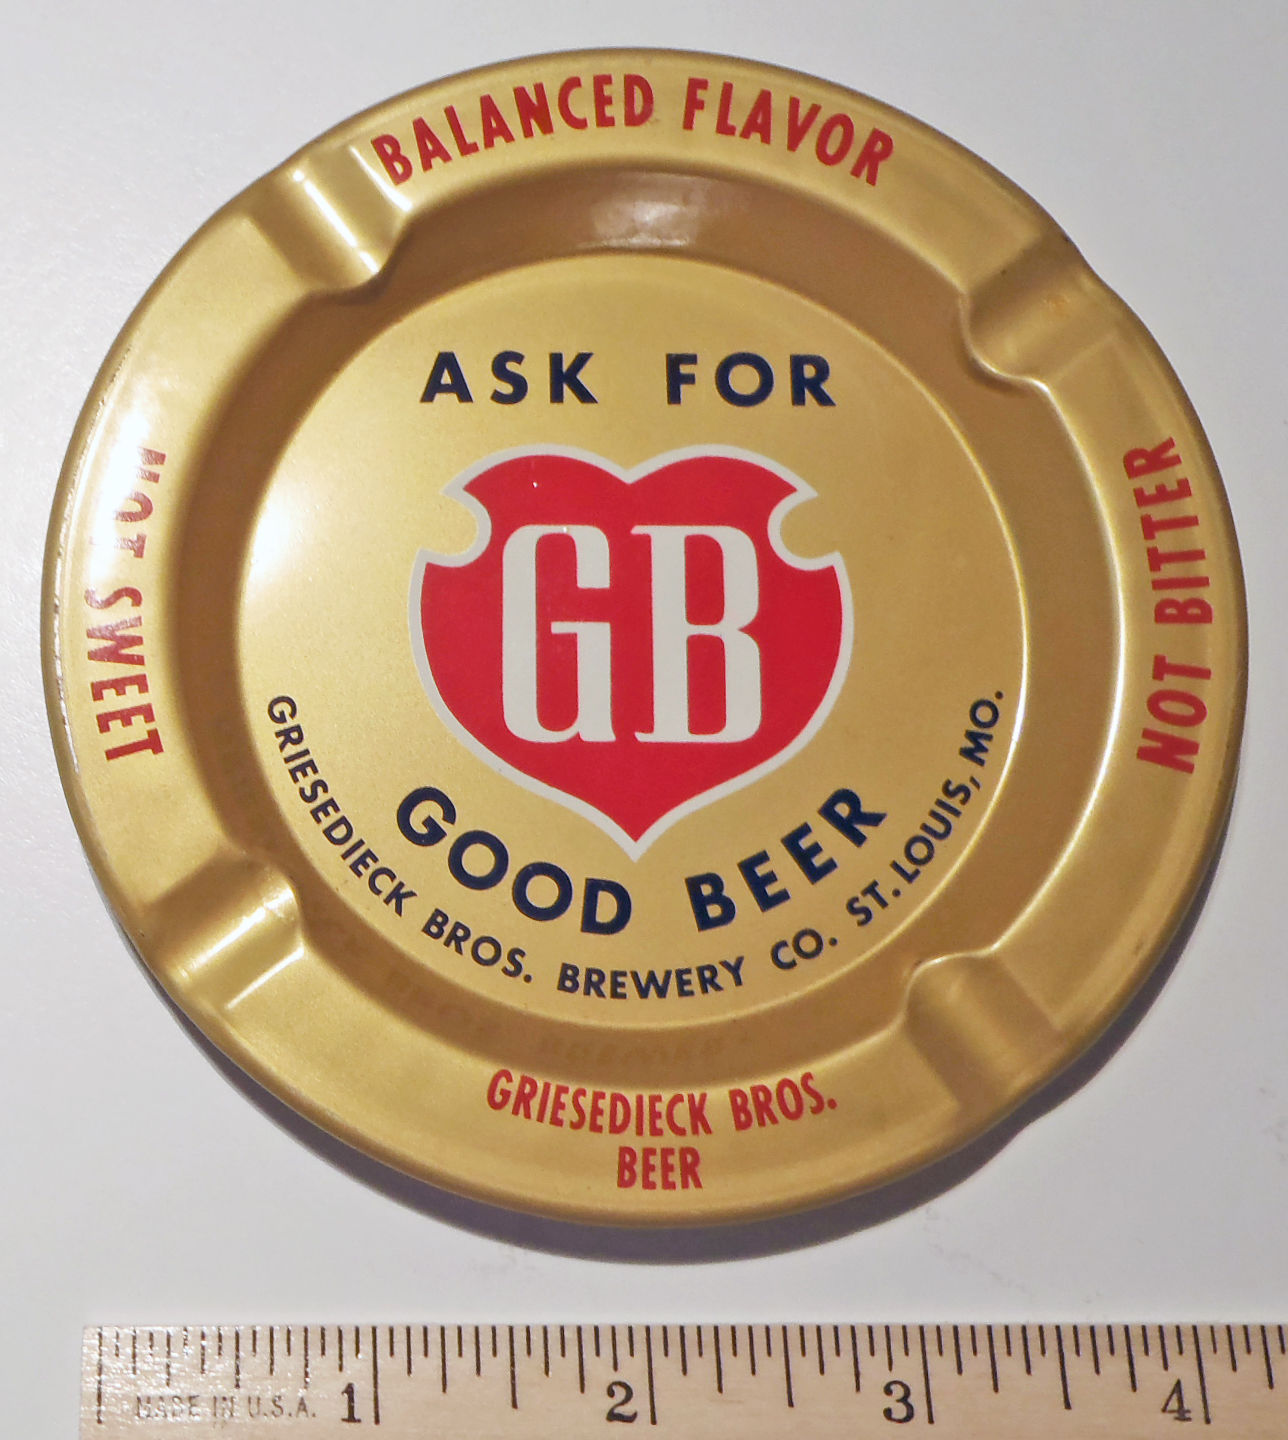 BALANCED FLAVOR
NOT BITTER
NOT SWEET
ASK FOR
GB
GOOD BEER
GRIESEDIECK BROS. BREWERY CO. ST. LOUIS, MO.
GRIESEDIECK BROS.
BEER
MADE IN U.S.A.
1 2 3 4